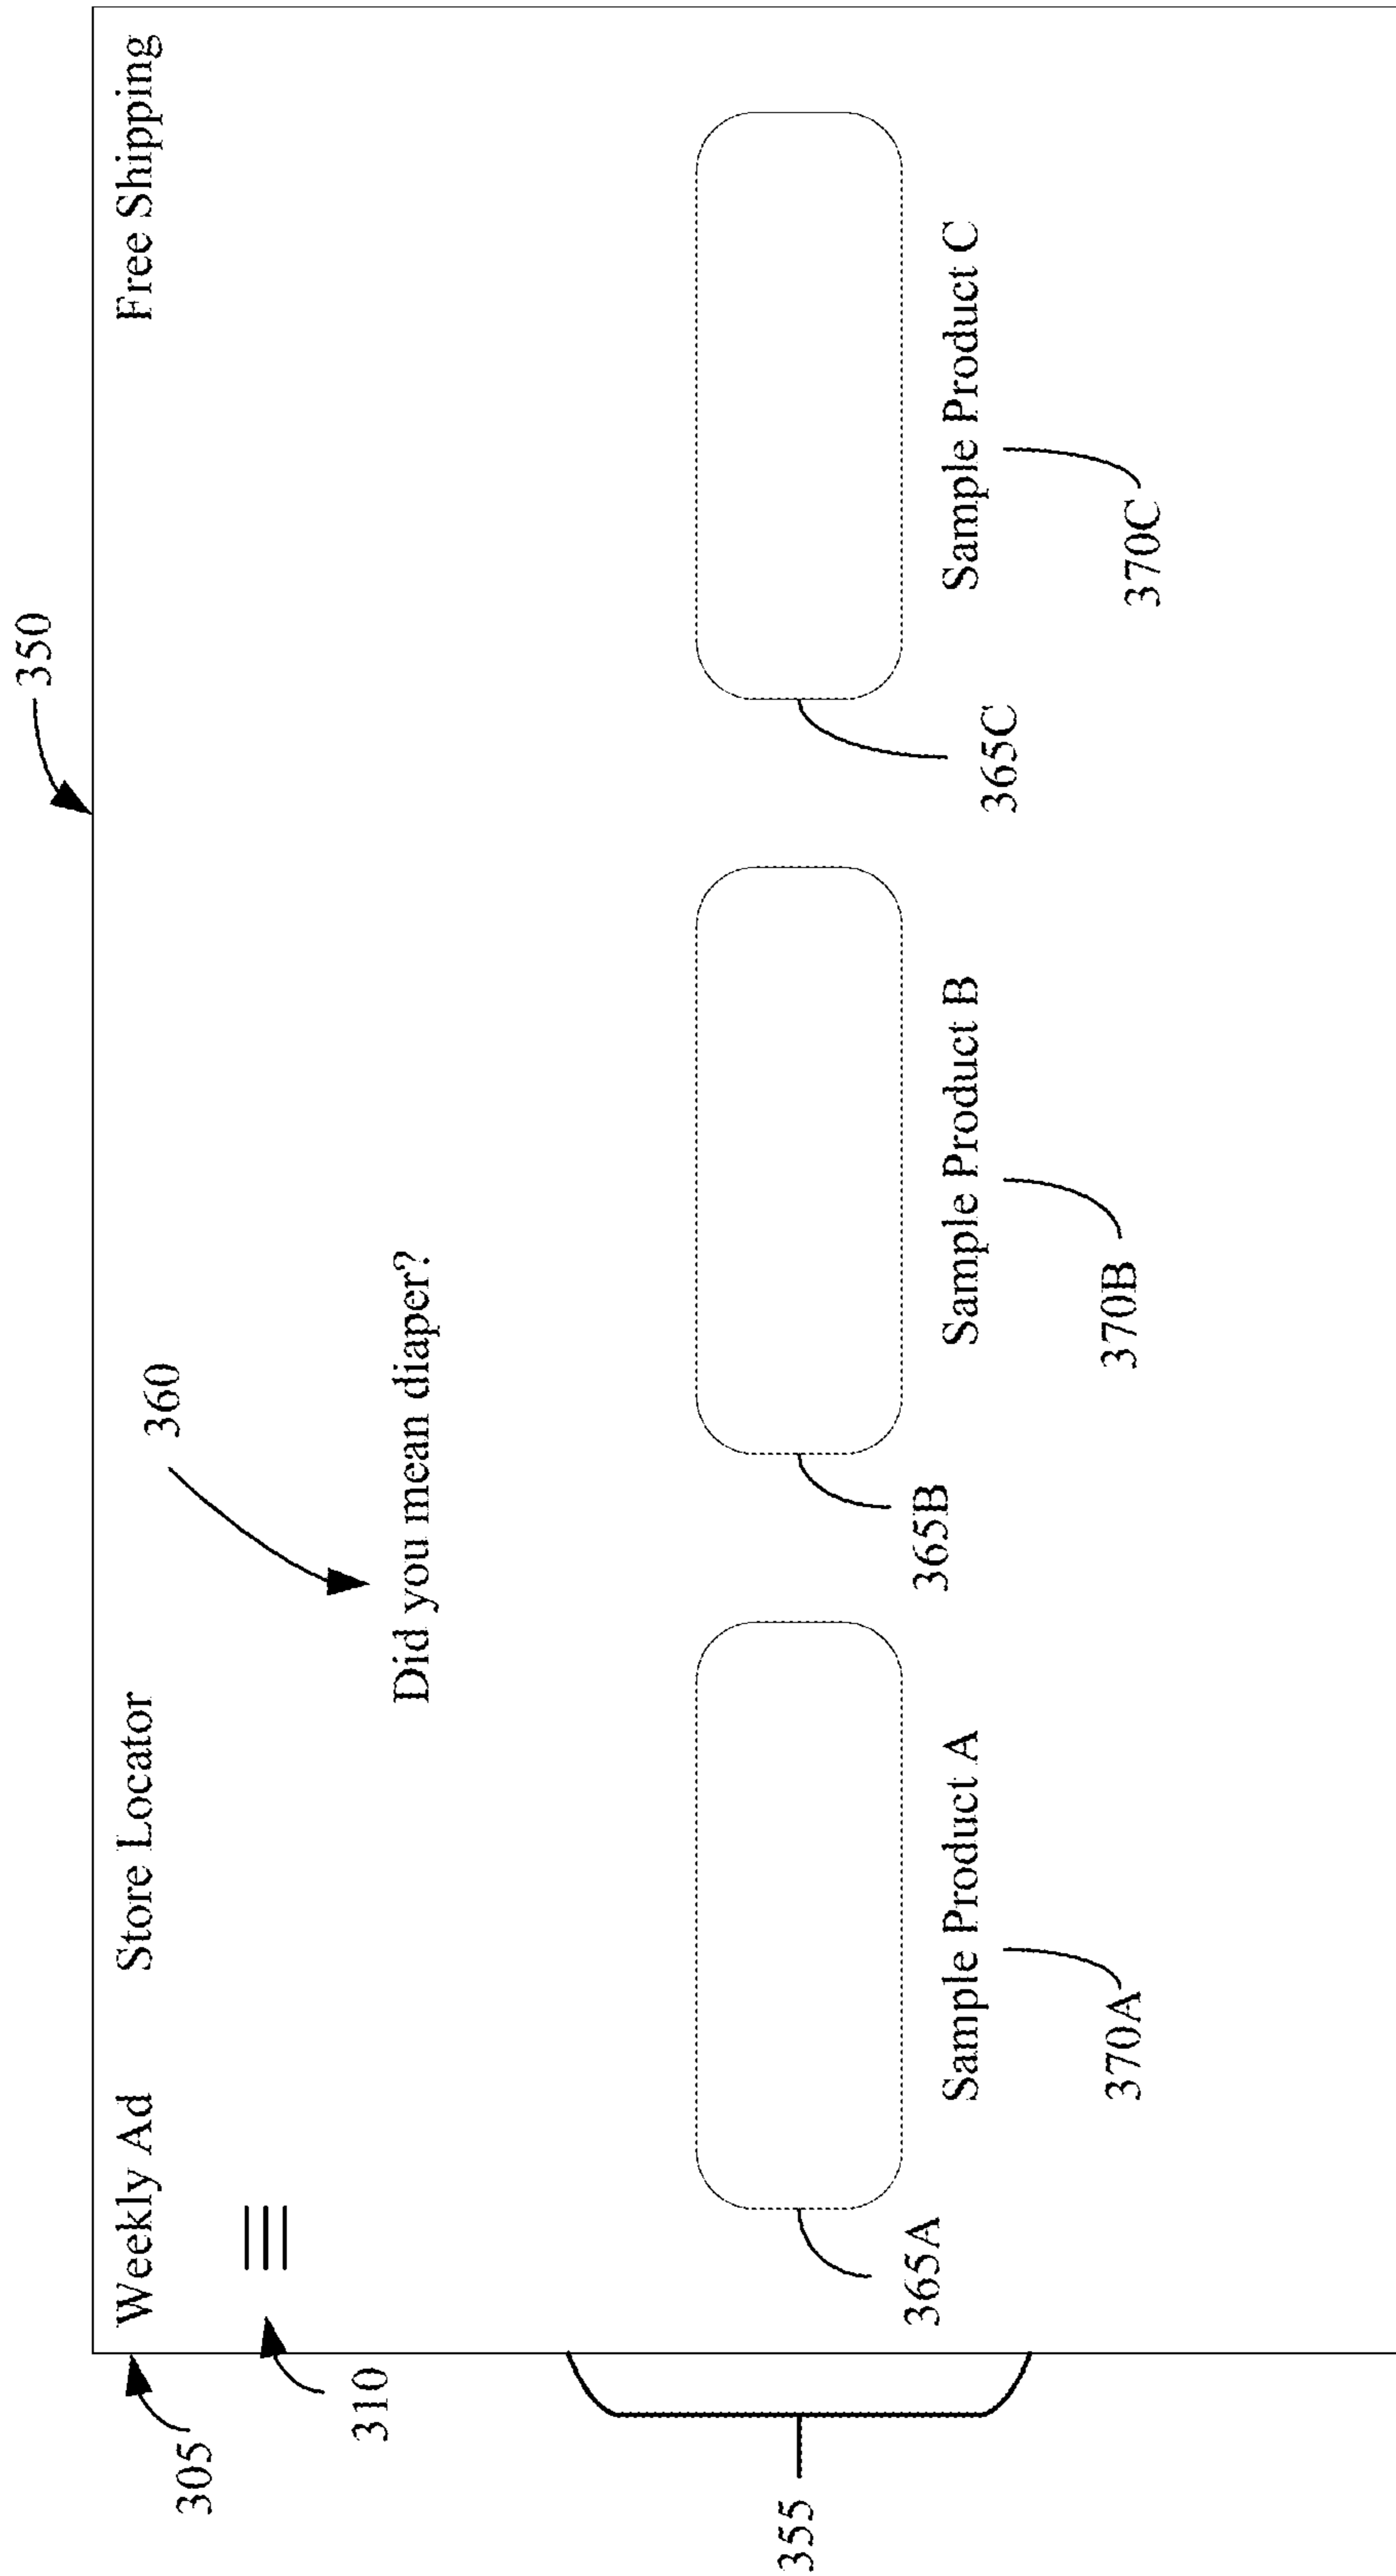 350
Weekly Ad
Store Locator
Free Shipping
305
310
360
Did you mean diaper?
355
365A
365B
365C
Sample Product A
Sample Product B
Sample Product C
370A
370B
370C